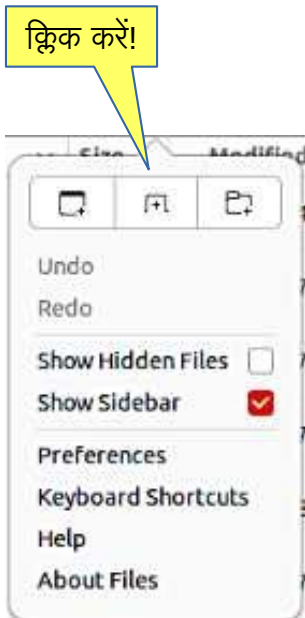 क्लिक करें!
Size Modified
Undo
Redo
Show Hidden Files
Show Sidebar
Preferences
Keyboard Shortcuts
Help
About Files